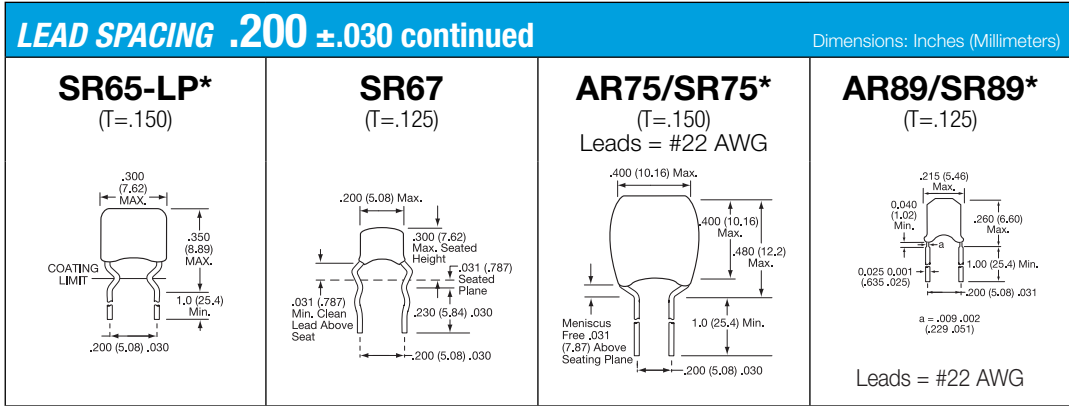 LEAD SPACING .200 ±.030 continued
Dimensions: Inches (Millimeters)
SR65-LP*
(T=.150)
.300
(7.62)
MAX.
.350
(8.89)
MAX.
COATING
LIMIT
1.0 (25.4)
Min.
.200 (5.08) .030
SR67
(T=.125)
.200 (5.08) Max.
.300 (7.62)
Max. Seated
Height
.031 (.787)
Seated
Plane
.031 (.787)
Min. Clean
Lead Above
Seat
.230 (5.84) .030
.200 (5.08) .030
AR75/SR75*
(T=.150)
Leads = #22 AWG
.400 (10.16) Max.
.400 (10.16)
Max.
.480 (12.2)
Max.
Meniscus
Free .031
(7.87) Above
Seating Plane
1.0 (25.4) Min.
.200 (5.08) .030
AR89/SR89*
(T=.125)
.215 (5.46)
Max.
0.040
(1.02)
Min.
.260 (6.60)
Max.
a
1.00 (25.4) Min.
0.025 0.001
(.635 .025)
.200 (5.08) .031
a = .009 .002
(.229 .051)
Leads = #22 AWG